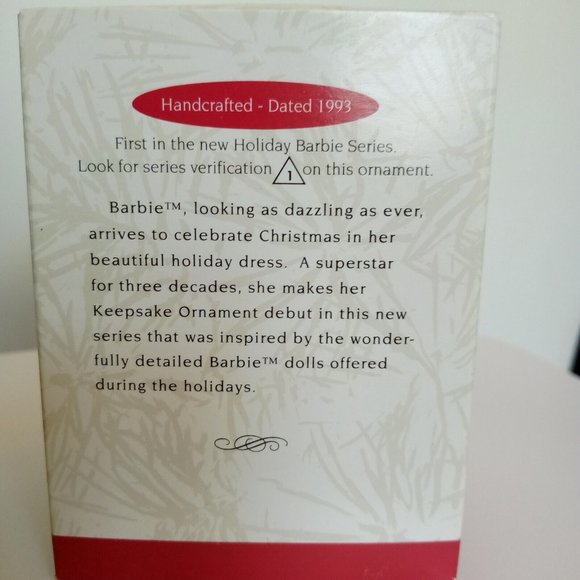 Handcrafted - Dated 1993
First in the new Holiday Barbie Series.
Look for series verification 1 on this ornament.
Barbie™, looking as dazzling as ever,
arrives to celebrate Christmas in her
beautiful holiday dress. A superstar
for three decades, she makes her
Keepsake Ornament debut in this new
series that was inspired by the wonder-
fully detailed Barbie™ dolls offered
during the holidays.